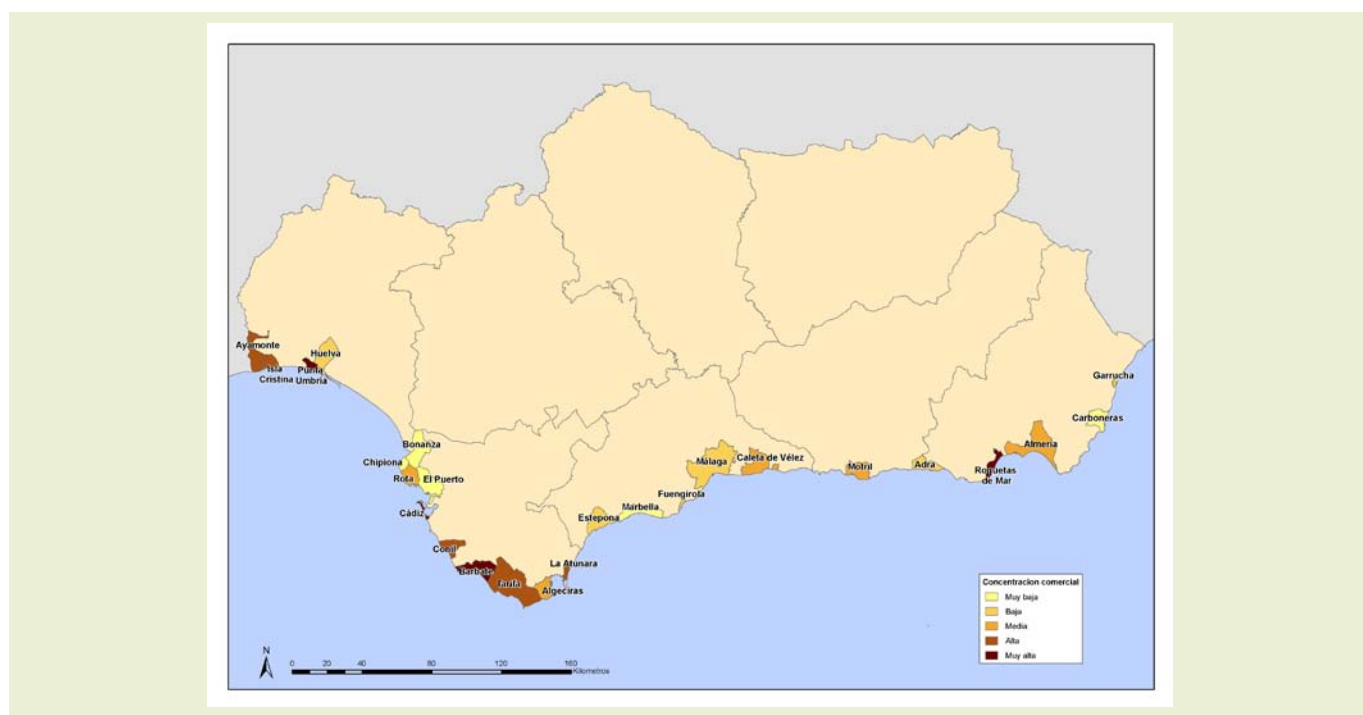 Ayamonte
Isla
Cristina
Punta
Umbría
Huelva
Bonanza
Chipiona
Rota
El Puerto
Cádiz
Conil
Barbate
Tarifa
Algeciras
La Atunara
Estepona
Marbella
Fuengirola
Málaga
Caleta de Vélez
Motril
Adra
Roquetas
de Mar
Almería
Carboneras
Garrucha
Concentracion comercial
Muy baja
Baja
Media
Alta
Muy alta
N
0 20 40 80 120 160
Kilometros